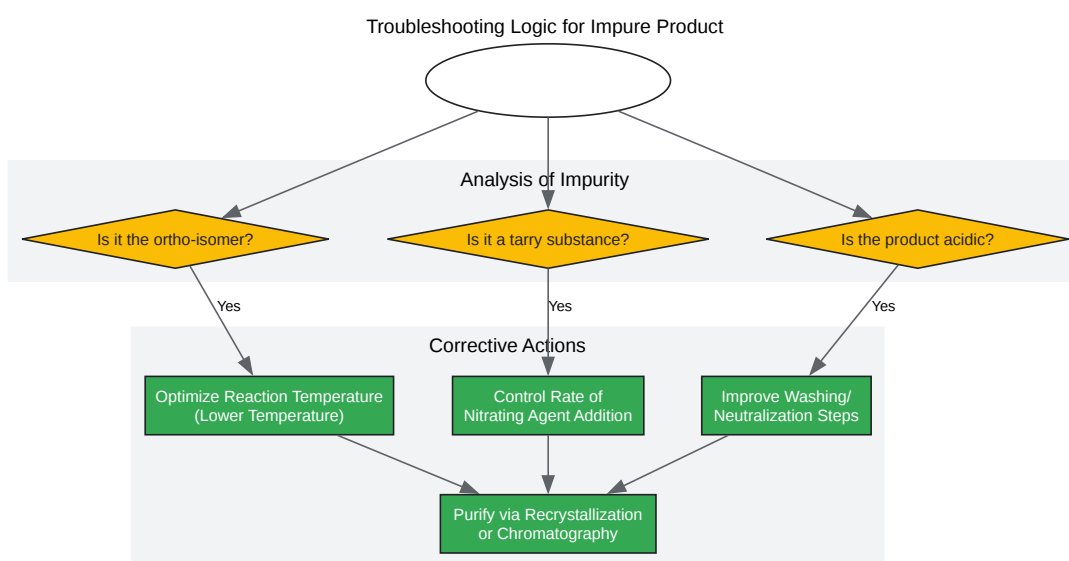 Troubleshooting Logic for Impure Product
Analysis of Impurity
Is it the ortho-isomer?
Is it a tarry substance?
Is the product acidic?
Yes
Yes
Yes
Corrective Actions
Optimize Reaction Temperature
(Lower Temperature)
Control Rate of
Nitrating Agent Addition
Improve Washing/
Neutralization Steps
Purify via Recrystallization
or Chromatography